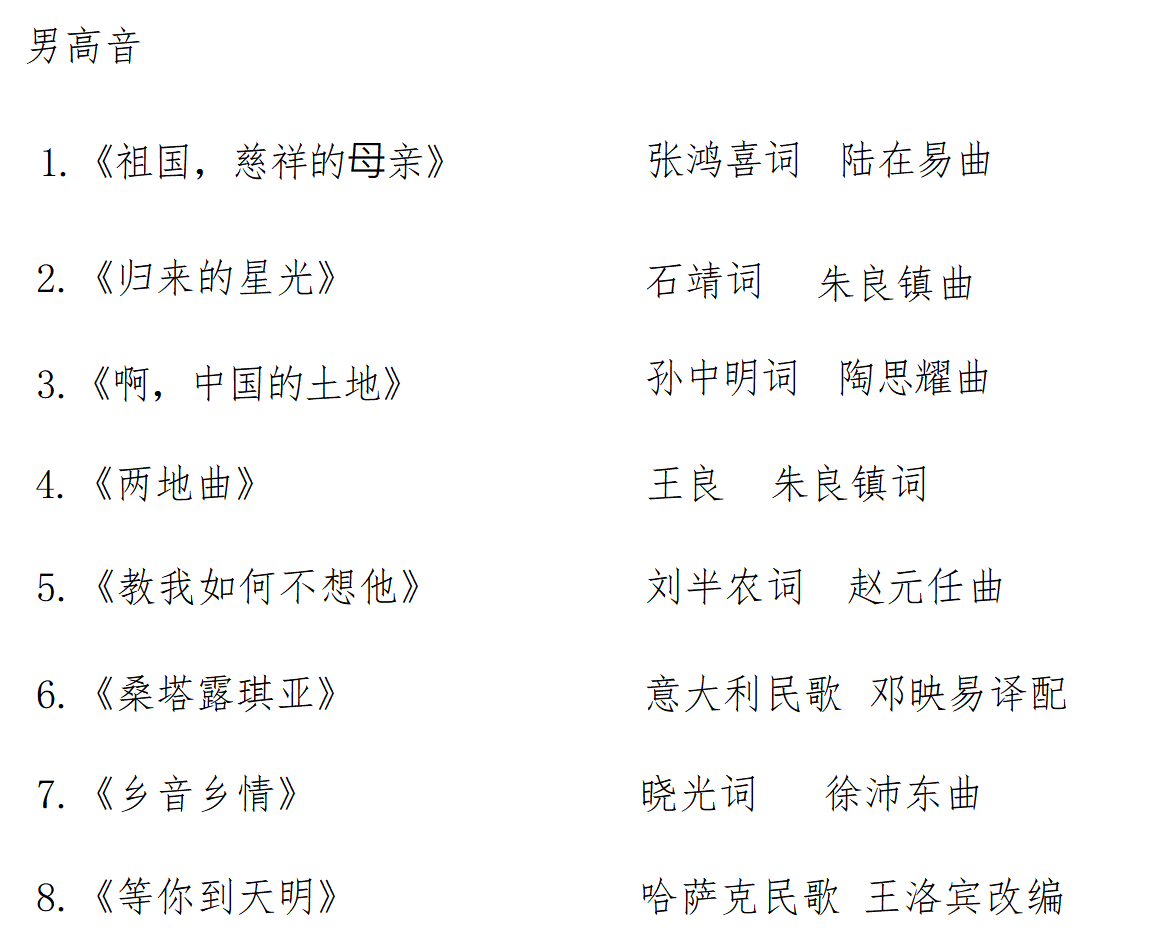 男高音
1.《祖国，慈祥的母亲》 张鸿喜词 陆在易曲
2.《归来的星光》 石靖词 朱良镇曲
3.《啊，中国的土地》 孙中明词 陶思耀曲
4.《两地曲》 王良 朱良镇词
5.《教我如何不想他》 刘半农词 赵元任曲
6.《桑塔露琪亚》 意大利民歌 邓映易译配
7.《乡音乡情》 晓光词 徐沛东曲
8.《等你到天明》 哈萨克民歌 王洛宾改编